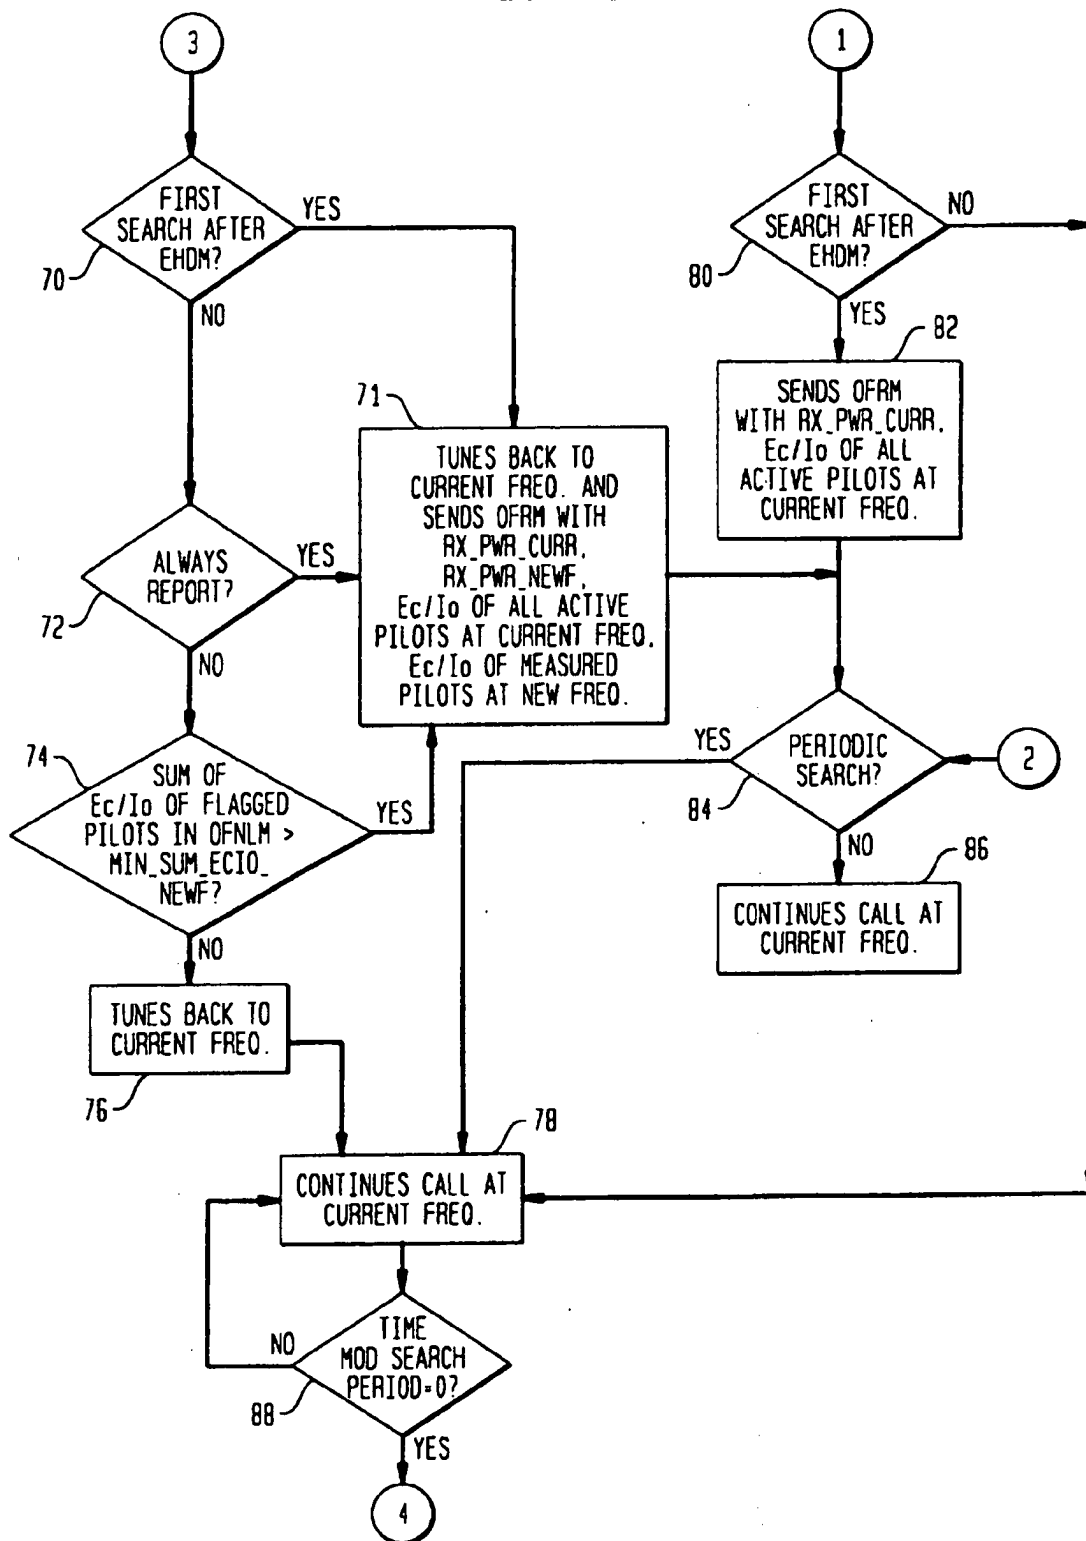 3
FIRST
SEARCH AFTER
EHDM?
70
YES
NO
ALWAYS
REPORT?
72
YES
NO
74
SUM OF
Ec/Io OF FLAGGED
PILOTS IN OFNLM >
MIN_SUM_ECIO_
NEWF?
YES
NO
TUNES BACK TO
CURRENT FREQ.
76
71
TUNES BACK TO
CURRENT FREQ. AND
SENDS OFRM WITH
RX_PWR_CURR,
RX_PWR_NEWF,
Ec/Io OF ALL ACTIVE
PILOTS AT CURRENT FREQ,
Ec/Io OF MEASURED
PILOTS AT NEW FREQ.
1
FIRST
SEARCH AFTER
EHDM?
80
NO
YES
82
SENDS OFRM
WITH RX_PWR_CURR,
Ec/Io OF ALL
ACTIVE PILOTS AT
CURRENT FREQ.
YES
PERIODIC
SEARCH?
84
2
NO
86
CONTINUES CALL AT
CURRENT FREQ.
78
CONTINUES CALL AT
CURRENT FREQ.
NO
TIME
MOD SEARCH
PERIOD=0?
88
YES
4